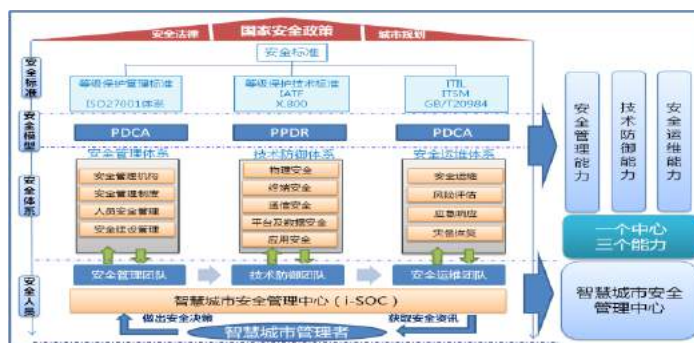 国家安全政策
安全法律
城市规划
安全标准
安全标准
等级保护管理标准
ISO27001体系
等级保护技术标准
IATF
X.800
ITIL
ITSM
GB/T20984
安全模型
PDCA
PPDR
PDCA
安全管理体系
技术防御体系
安全运维体系
安全体系
安全管理机构
安全管理制度
人员安全管理
安全建设管理
物理安全
终端安全
通信安全
平台及数据安全
应用安全
安全运维
风险评估
应急响应
灾备恢复
安全人员
安全管理团队
技术防御团队
安全运维团队
智慧城市安全管理中心（i-SOC）
做出安全决策
获取安全资讯
智慧城市管理者
安全管理能力
技术防御能力
安全运维能力
一个中心
三个能力
智慧城市安全
管理中心